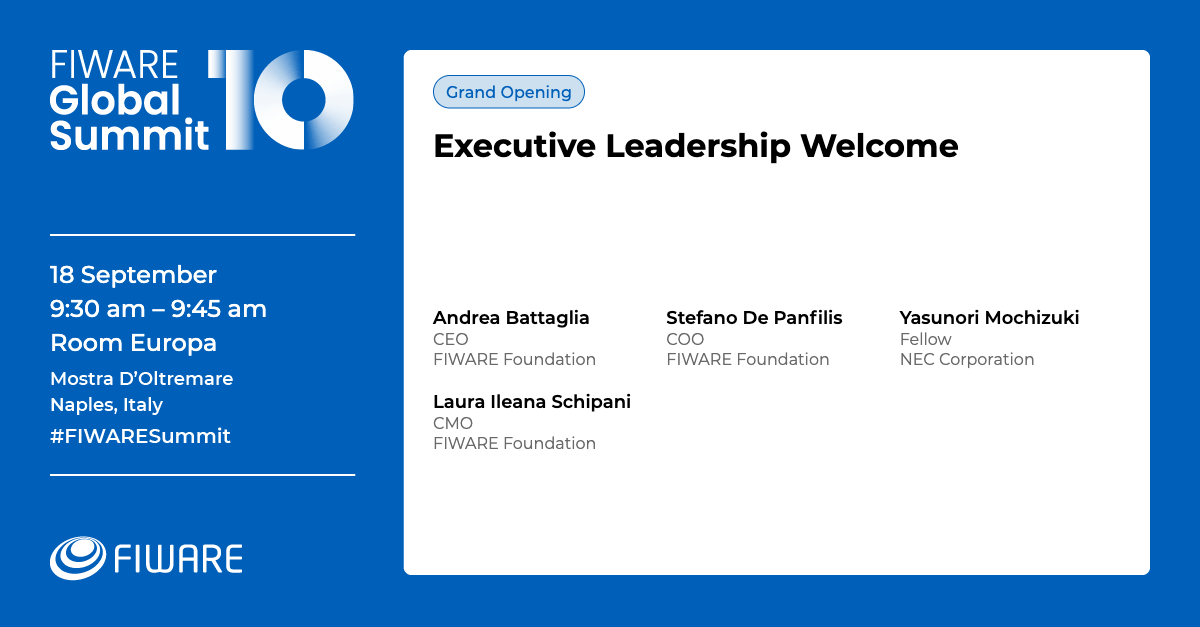 FIWARE
Global
Summit
10
18 September
9:30 am – 9:45 am
Room Europa
Mostra D’Oltremare
Naples, Italy
#FIWARESummit
FIWARE
Grand Opening
Executive Leadership Welcome
Andrea Battaglia
CEO
FIWARE Foundation
Stefano De Panfilis
COO
FIWARE Foundation
Yasunori Mochizuki
Fellow
NEC Corporation
Laura Ileana Schipani
CMO
FIWARE Foundation